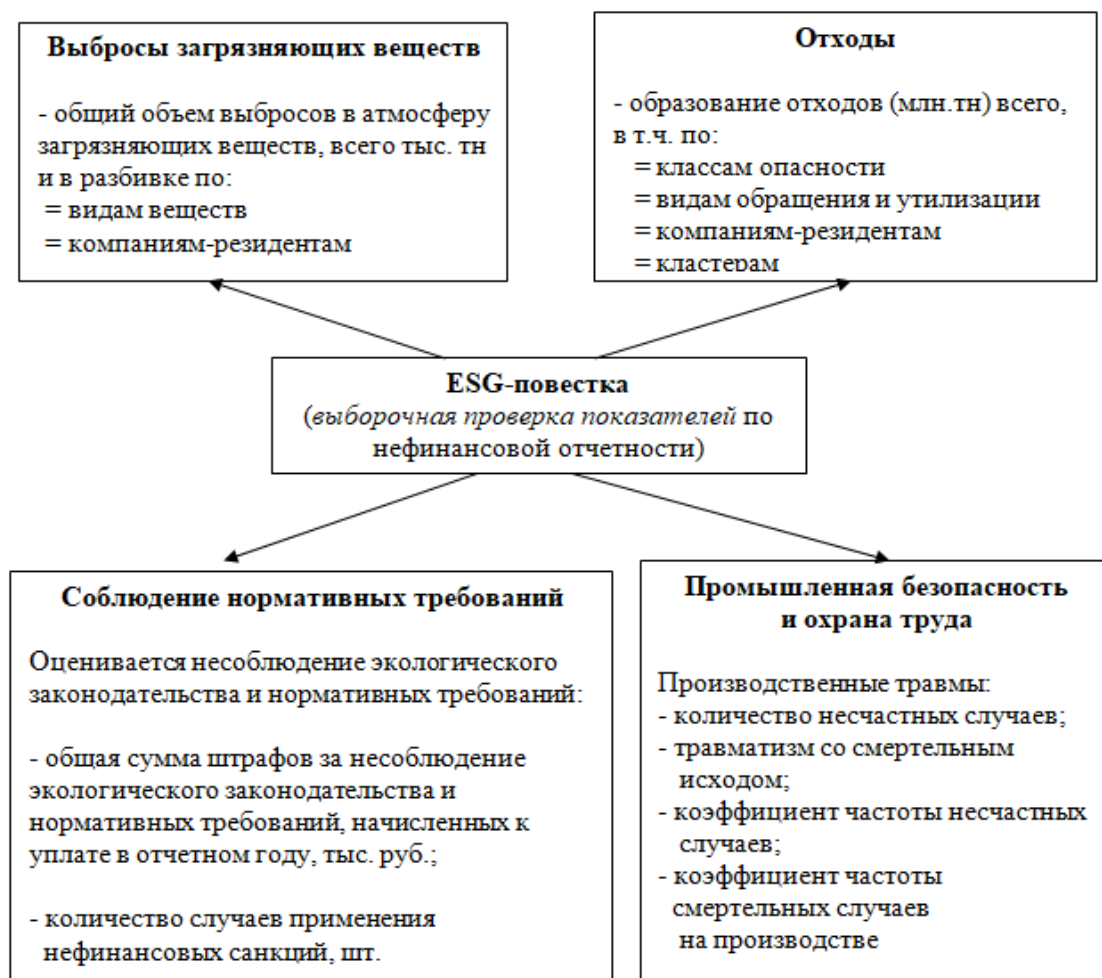 Выбросы загрязняющих веществ
- общий объем выбросов в атмосферу
загрязняющих веществ, всего тыс. тн
и в разбивке по:
= видам веществ
= компаниям-резидентам
Отходы
- образование отходов (млн.тн) всего,
в т.ч. по:
= классам опасности
= видам обращения и утилизации
= компаниям-резидентам
= кластерам
ESG-повестка
(выборочная проверка показателей по
нефинансовой отчетности)
Соблюдение нормативных требований
Оценивается несоблюдение экологического
законодательства и нормативных требований:
- общая сумма штрафов за несоблюдение
экологического законодательства и
нормативных требований, начисленных к
уплате в отчетном году, тыс. руб.;
- количество случаев применения
нефинансовых санкций, шт.
Промышленная безопасность
и охрана труда
Производственные травмы:
- количество несчастных случаев;
- травматизм со смертельным
исходом;
- коэффициент частоты несчастных
случаев;
- коэффициент частоты
смертельных случаев
на производстве